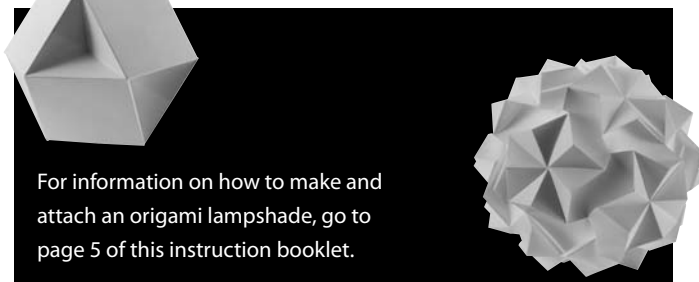 For information on how to make and
attach an origami lampshade, go to
page 5 of this instruction booklet.